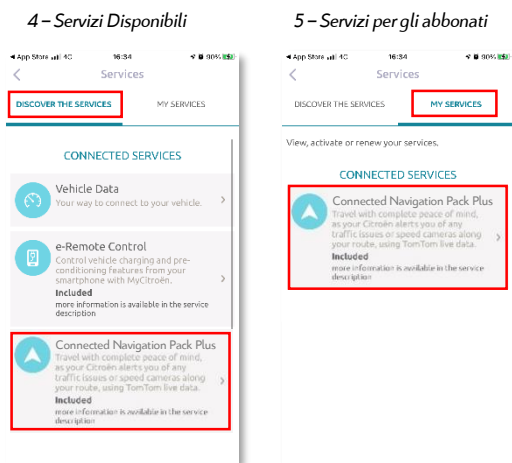 4 – Servizi Disponibili
App Store 4G 16:34 90%
Services
DISCOVER THE SERVICES MY SERVICES
CONNECTED SERVICES
Vehicle Data
Your way to connect to your vehicle.
e-Remote Control
Control vehicle charging and pre-
conditioning features from your
smartphone with MyCitroën.
Included
more information is available in the service
description
Connected Navigation Pack Plus
Travel with complete peace of mind,
as your Citroën alerts you of any
traffic issues or speed cameras along
your route, using TomTom live data.
Included
more information is available in the service
description
5 – Servizi per gli abbonati
App Store 4G 16:34 90%
Services
DISCOVER THE SERVICES MY SERVICES
View, activate or renew your services.
CONNECTED SERVICES
Connected Navigation Pack Plus
Travel with complete peace of mind,
as your Citroën alerts you of any
traffic issues or speed cameras along
your route, using TomTom live data.
Included
more information is available in the service
description